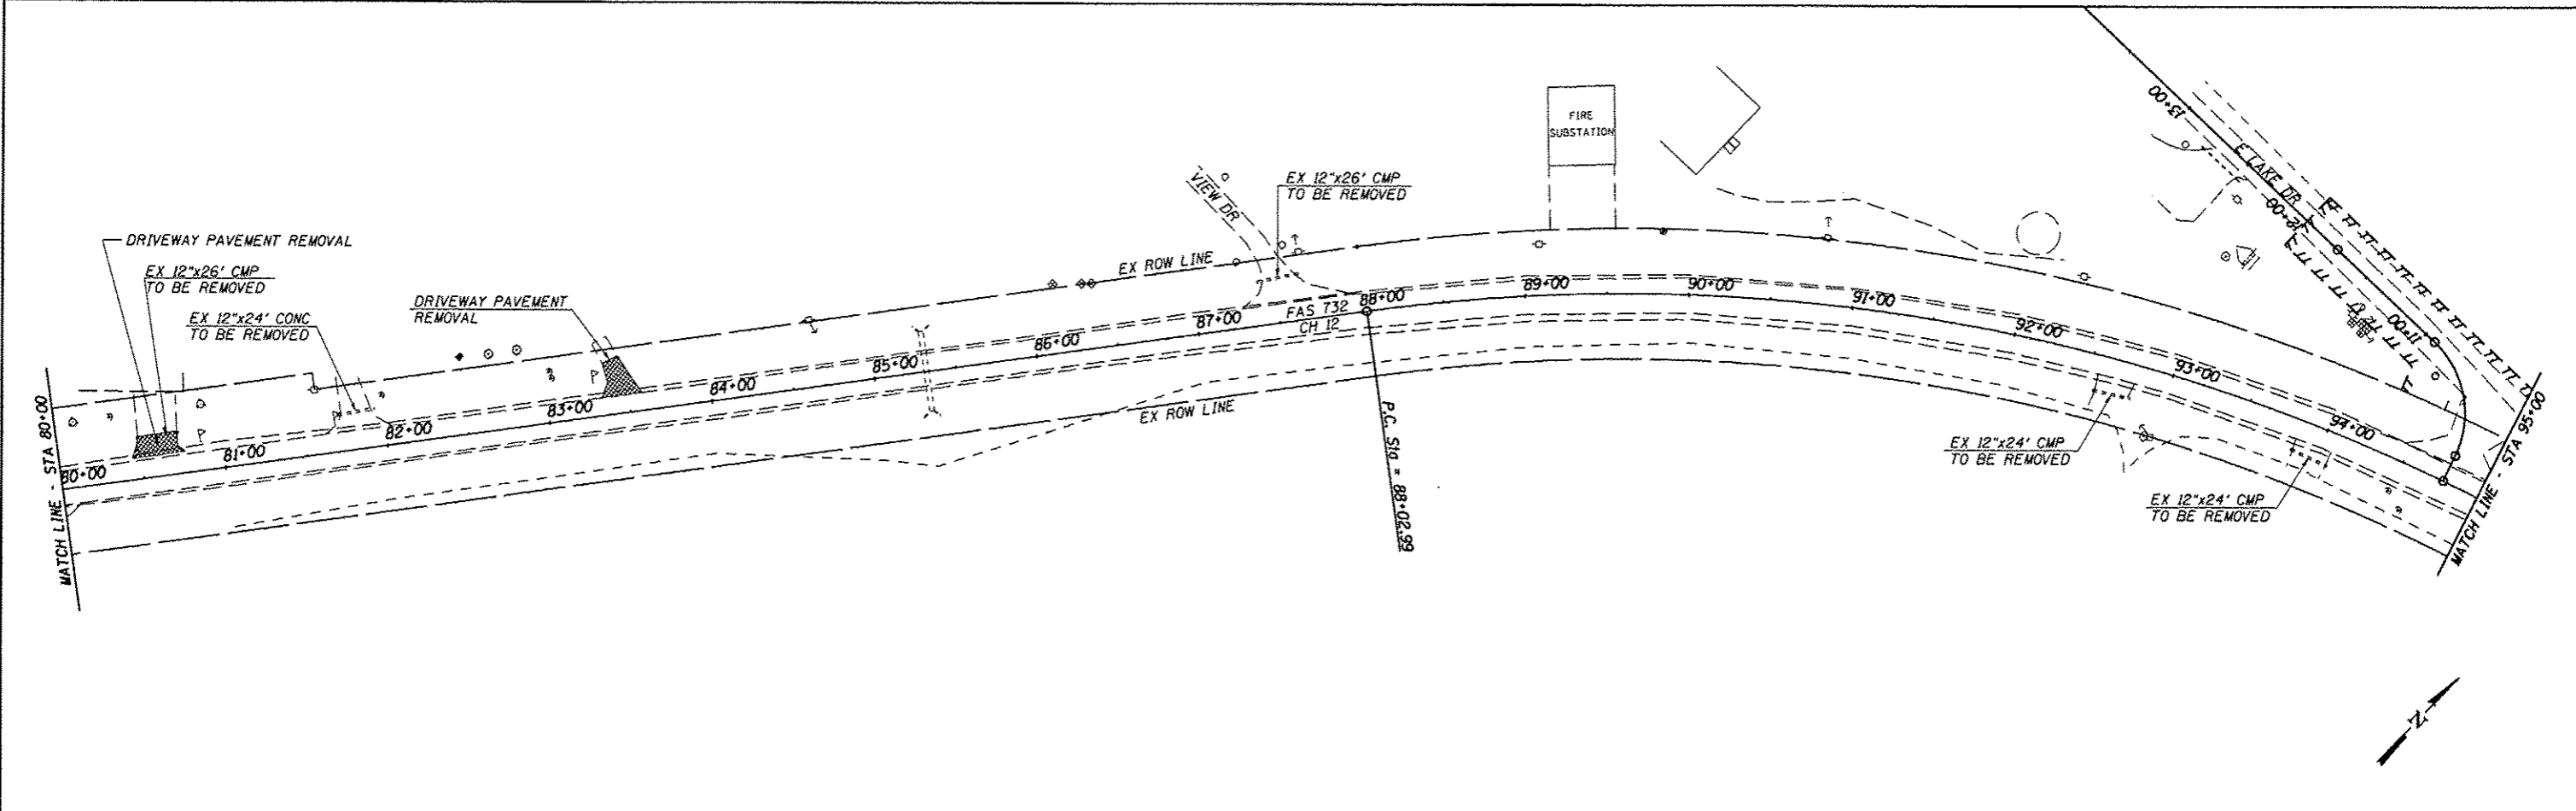 DRIVEWAY PAVEMENT REMOVAL
EX 12"x26' CMP
TO BE REMOVED
EX 12"x24' CONC
TO BE REMOVED
DRIVEWAY PAVEMENT
REMOVAL
MATCH LINE - STA 80+00
80+00
81+00
82+00
83+00
84+00
85+00
86+00
87+00
88+00
89+00
90+00
91+00
92+00
93+00
94+00
EX ROW LINE
EX ROW LINE
VIEW DR
EX 12"x26' CMP
TO BE REMOVED
FAS 732
CH 12
P.C. Sta = 88+02.99
FIRE
SUBSTATION
13+00
E LAKE DR
12+00
11+00
EX 12"x24' CMP
TO BE REMOVED
EX 12"x24' CMP
TO BE REMOVED
MATCH LINE - STA 95+00
N